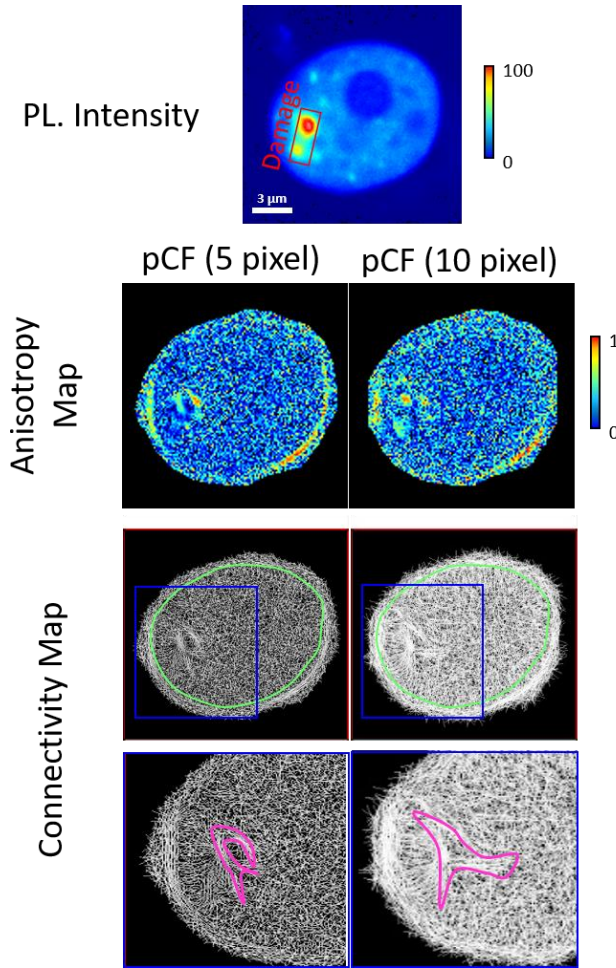 PL. Intensity
Damage
3 µm
100
0
pCF (5 pixel)
pCF (10 pixel)
Anisotropy
Map
1
0
Connectivity Map